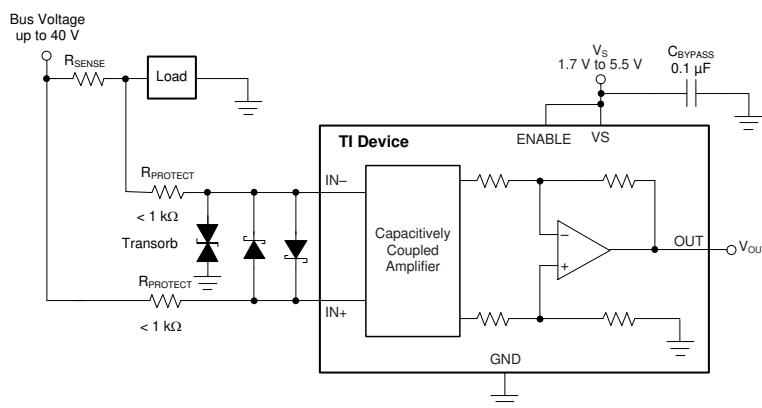 Bus Voltage
up to 40 V
RSENSE
Load
VS
1.7 V to 5.5 V
CBYPASS
0.1 µF
ENABLE
VS
TI Device
RPROTECT
< 1 kΩ
IN–
Transorb
Capacitively
Coupled
Amplifier
–
+
OUT
VOU
RPROTECT
< 1 kΩ
IN+
GND